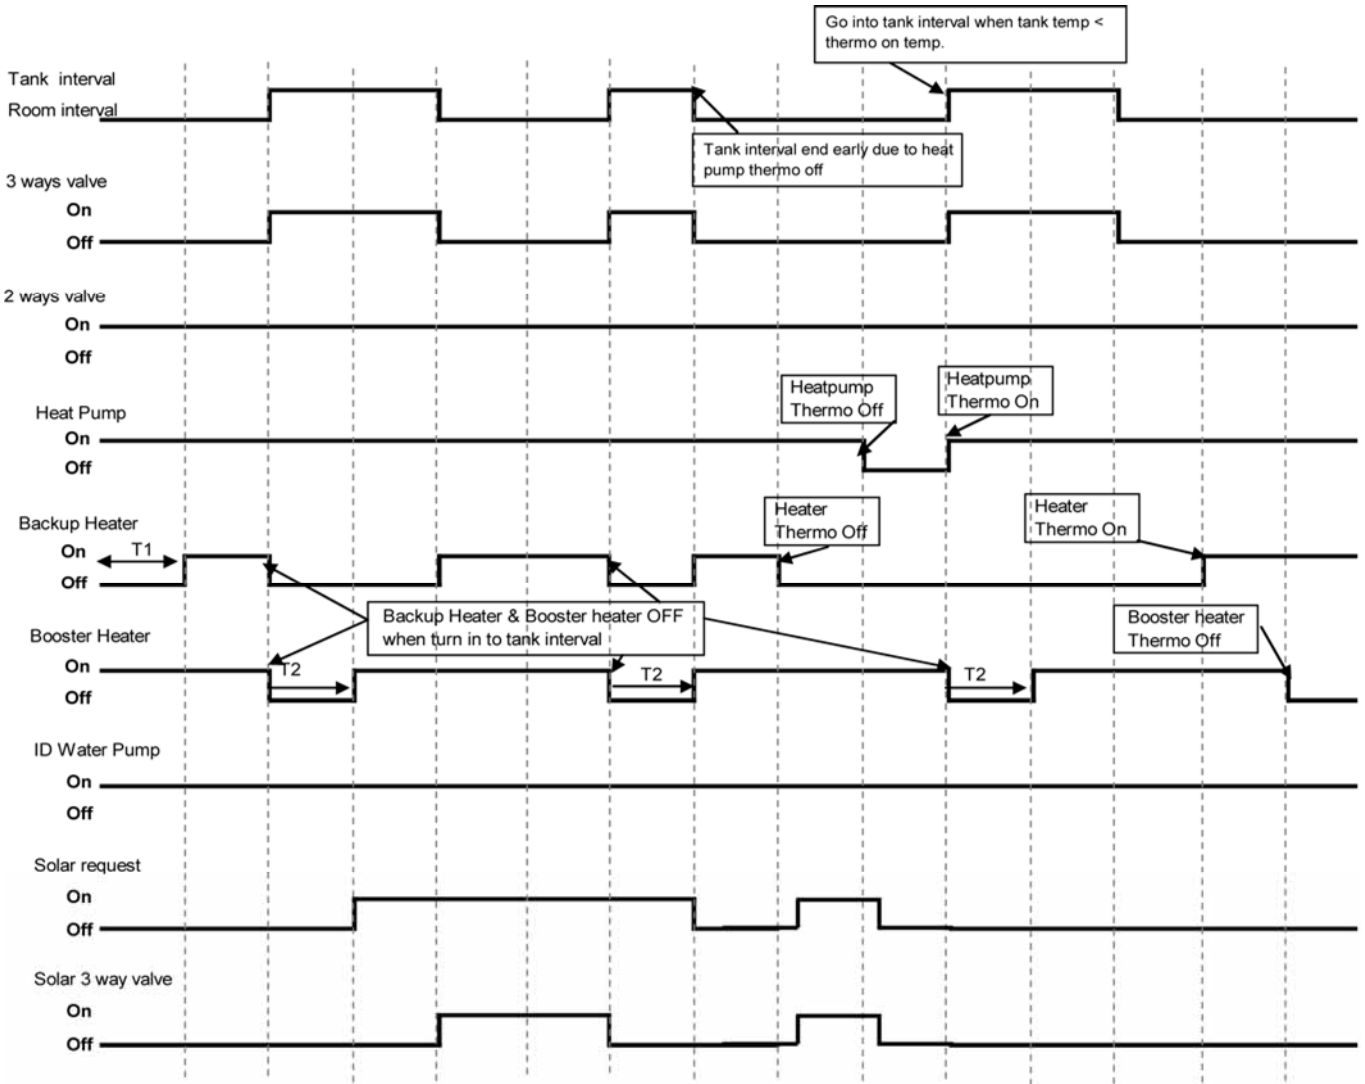 Go into tank interval when tank temp <
thermo on temp.
Tank interval
Room interval
Tank interval end early due to heat
pump thermo off
3 ways valve
On
Off
2 ways valve
On
Off
Heatpump
Thermo Off
Heatpump
Thermo On
Heat Pump
On
Off
Heater
Thermo Off
Heater
Thermo On
Backup Heater
On
T1
Off
Backup Heater & Booster heater OFF
when turn in to tank interval
Booster heater
Thermo Off
Booster Heater
On
T2
T2
T2
Off
ID Water Pump
On
Off
Solar request
On
Off
Solar 3 way valve
On
Off